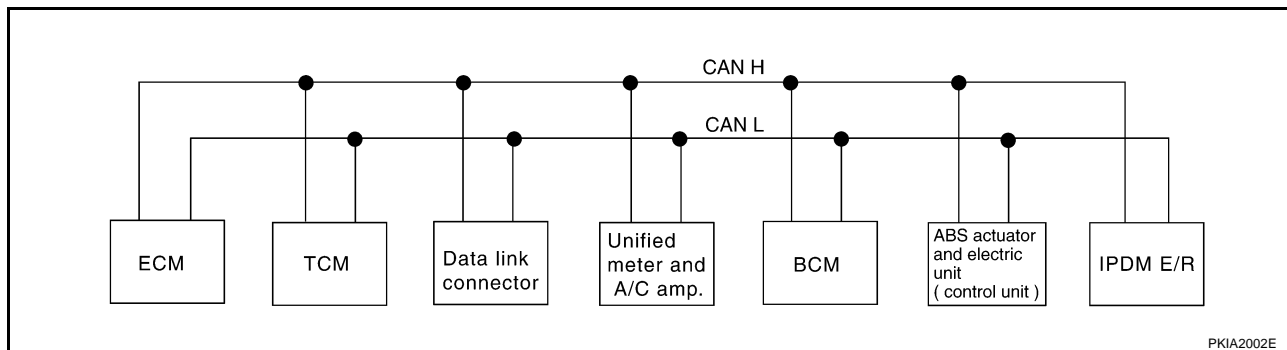 CAN H
CAN L
ECM
TCM
Data link
connector
Unified
meter and
A/C amp.
BCM
ABS actuator
and electric
unit
( control unit )
IPDM E/R
PKIA2002E